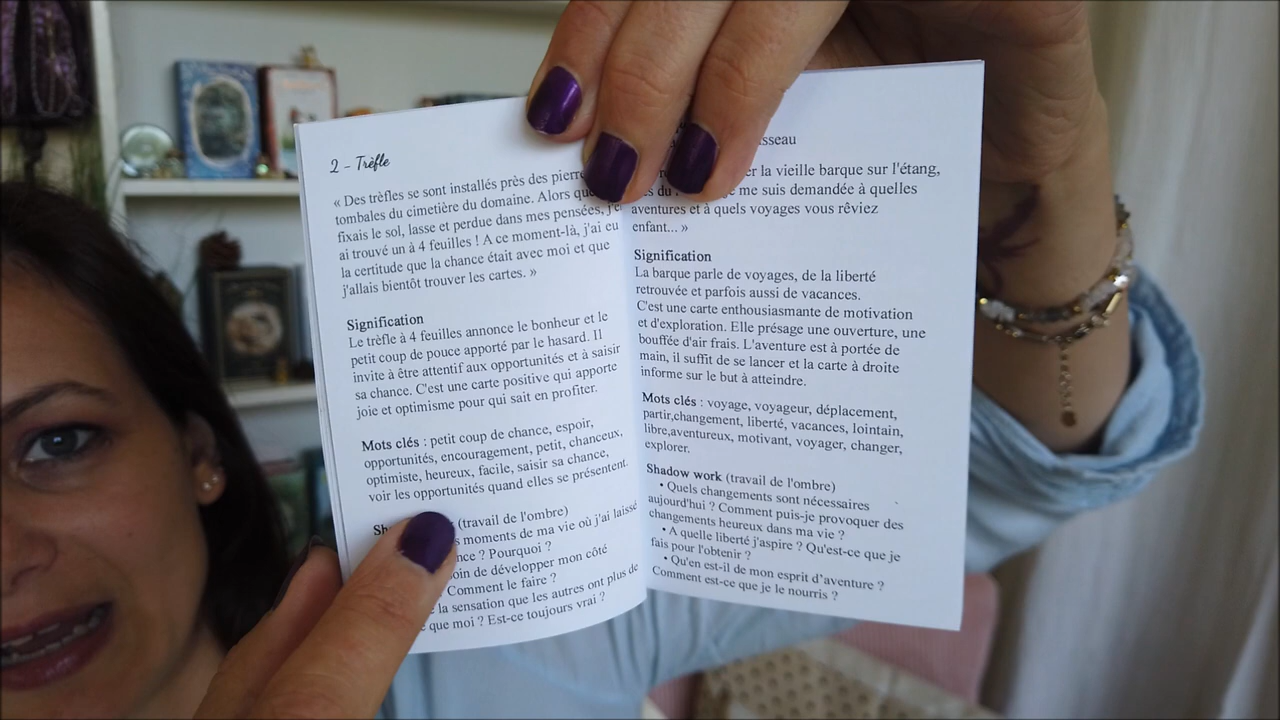 2 - Trèfle
« Des trèfles se sont installés près des
tombales du cimetière du domaine. Alors
fixais le sol, lasse et perdue dans mes pensées,
ai trouvé un à 4 feuilles ! A ce moment-là, j'ai eu
la certitude que la chance était avec moi et que
j'allais bientôt trouver les cartes. »
Signification
Le trèfle à 4 feuilles annonce le bonheur et le
petit coup de pouce apporté par le hasard. Il
invite à être attentif aux opportunités et à saisir
sa chance. C'est une carte positive qui apporte
joie et optimisme pour qui sait en profiter.
Mots clés : petit coup de chance, espoir,
opportunités, encouragement, petit, chanceux,
optimiste, heureux, facile, saisir sa chance,
voir les opportunités quand elles se présentent.
(travail de l'ombre)
moments de ma vie où j'ai laissé
? Pourquoi ?
de développer mon côté
Comment le faire ?
la sensation que les autres ont plus de
que moi ? Est-ce toujours vrai ?
la vieille barque sur l'étang,
me suis demandée à quelles
aventures et à quels voyages vous rêviez
enfant... »
Signification
La barque parle de voyages, de la liberté
retrouvée et parfois aussi de vacances.
C'est une carte enthousiasmante de motivation
et d'exploration. Elle présage une ouverture, une
bouffée d'air frais. L'aventure est à portée de
main, il suffit de se lancer et la carte à droite
informe sur le but à atteindre.
Mots clés : voyage, voyageur, déplacement,
partir,changement, liberté, vacances, lointain,
libre,aventureux, motivant, voyager, changer,
explorer.
Shadow work (travail de l'ombre)
• Quels changements sont nécessaires
aujourd'hui ? Comment puis-je provoquer des
changements heureux dans ma vie ?
• A quelle liberté j'aspire ? Qu'est-ce que je
fais pour l'obtenir ?
• Qu'en est-il de mon esprit d'aventure ?
Comment est-ce que je le nourris ?